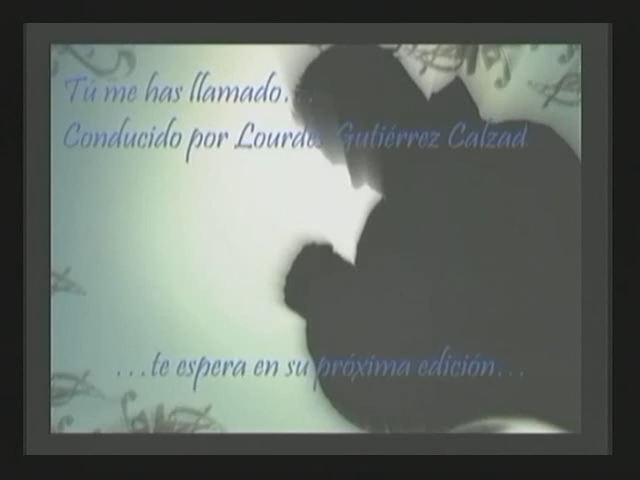 Tú me has llamado...
Conducido por Lourdes Gutiérrez Calzad
...te espera en su próxima edición...